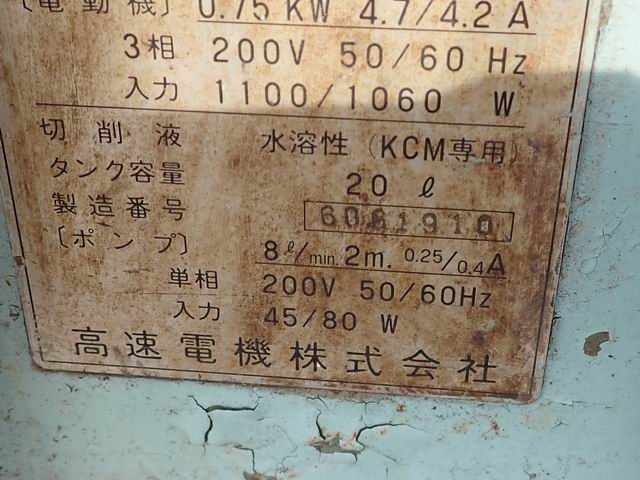 〔電動機〕 0.75 KW 4.7/4.2 A
3相 200V 50/60 Hz
入力 1100/1060 W
切削液 水溶性 (KCM専用)
タンク容量 20 ℓ
製造番号 6061910
〔ポンプ〕 8ℓ/min. 2m. 0.25/0.4A
単相 200V 50/60Hz
入力 45/80 W
高速電機株式会社